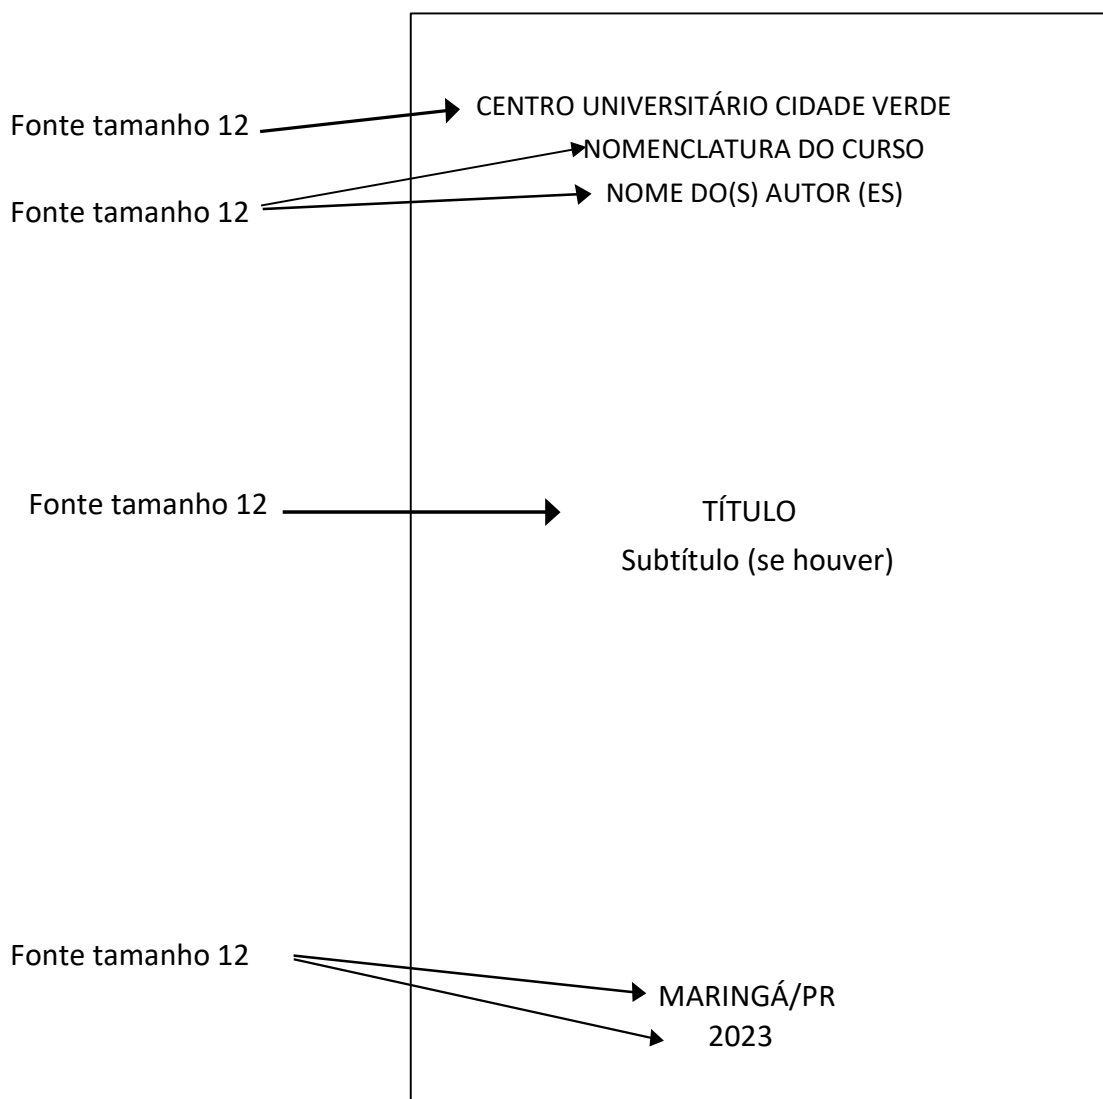 Fonte tamanho 12
CENTRO UNIVERSITÁRIO CIDADE VERDE
NOMENCLATURA DO CURSO
Fonte tamanho 12
NOME DO(S) AUTOR (ES)
Fonte tamanho 12
TÍTULO
Subtítulo (se houver)
Fonte tamanho 12
MARINGÁ/PR
2023